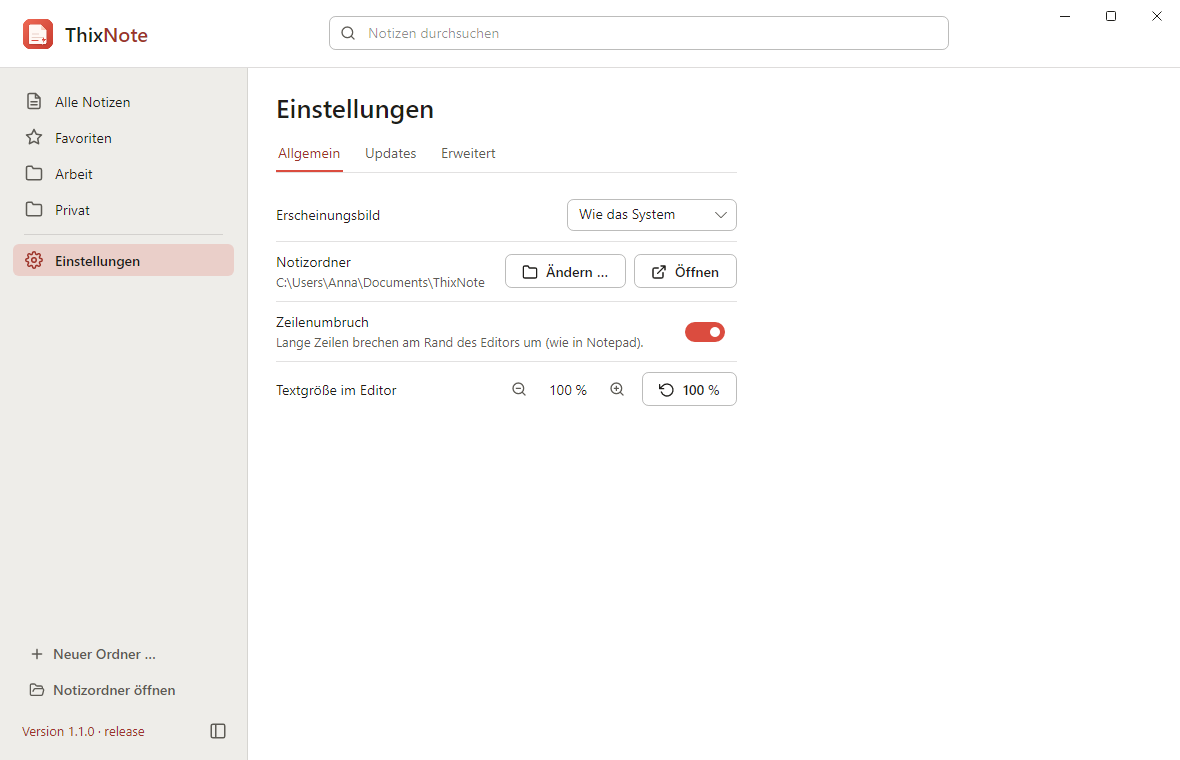 ThixNote
Notizen durchsuchen
Alle Notizen
Favoriten
Arbeit
Privat
Einstellungen
Neuer Ordner ...
Notizordner öffnen
Version 1.1.0 · release
Einstellungen
Allgemein Updates Erweitert
Erscheinungsbild Wie das System
Notizordner
C:\Users\Anna\Documents\ThixNote
Ändern ... Öffnen
Zeilenumbruch
Lange Zeilen brechen am Rand des Editors um (wie in Notepad).
Textgröße im Editor 100 % 100 %